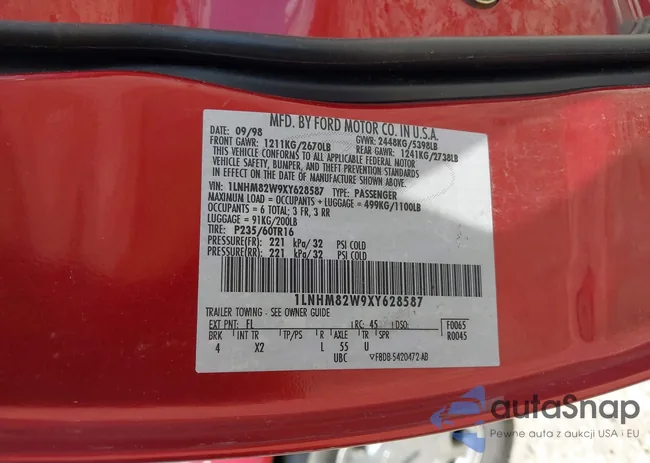 MFD. BY FORD MOTOR CO. IN U.S.A.
DATE: 09/98 GVWR: 2448KG/5398LB
FRONT GAWR: 1211KG/2670LB REAR GAWR: 1241KG/2738LB
THIS VEHICLE CONFORMS TO ALL APPLICABLE FEDERAL MOTOR
VEHICLE SAFETY, BUMPER, AND THEFT PREVENTION STANDARDS
IN EFFECT ON THE DATE OF MANUFACTURE SHOWN ABOVE.
VIN: 1LNHM82W9XY628587 TYPE: PASSENGER
MAXIMUM LOAD = OCCUPANTS + LUGGAGE = 499KG/1100LB
OCCUPANTS = 6 TOTAL; 3 FR, 3 RR
LUGGAGE = 91KG/200LB
TIRE: P235/60TR16
PRESSURE(FR): 221 kPa/32 PSI COLD
PRESSURE(RR): 221 kPa/32 PSI COLD
1LNHM82W9XY628587
TRAILER TOWING - SEE OWNER GUIDE
EXT PNT: FI RC: 45 DSO: F0065
BRK INT TR TP/PS R AXLE TR SPR R0045
4 X2 L 55 U
UBC F8DB-5420472-AB
autoSnap
Pewne auta z aukcji USA i EU